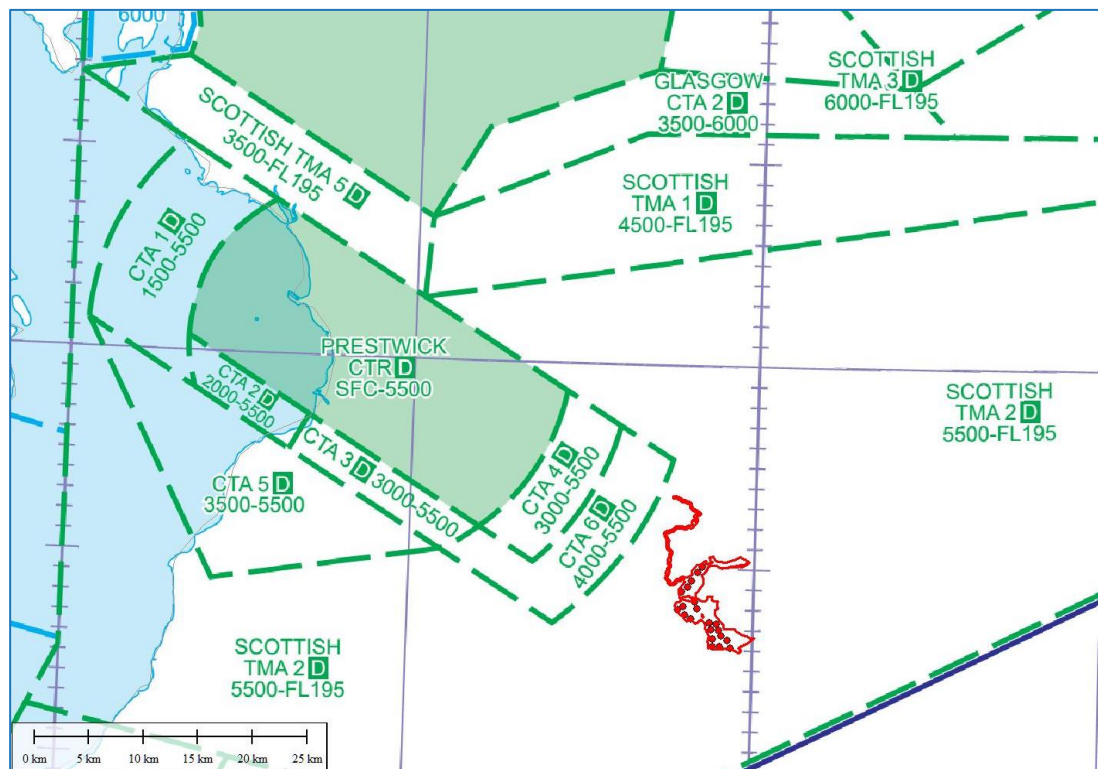 6000
SCOTTISH TMA 5 D
3500-FL195
GLASGOW
CTA 2 D
3500-6000
SCOTTISH
TMA 3 D
6000-FL195
SCOTTISH
TMA 1 D
4500-FL195
CTA 1 D
1500-5500
PRESTWICK
CTR D
SFC-5500
CTA 2 D
2000-5500
CTA 3 D 3000-5500
CTA 4 D
3000-5500
CTA 6 D
4000-5500
CTA 5 D
3500-5500
SCOTTISH
TMA 2 D
5500-FL195
SCOTTISH
TMA 2 D
5500-FL195
0 km 5 km 10 km 15 km 20 km 25 km